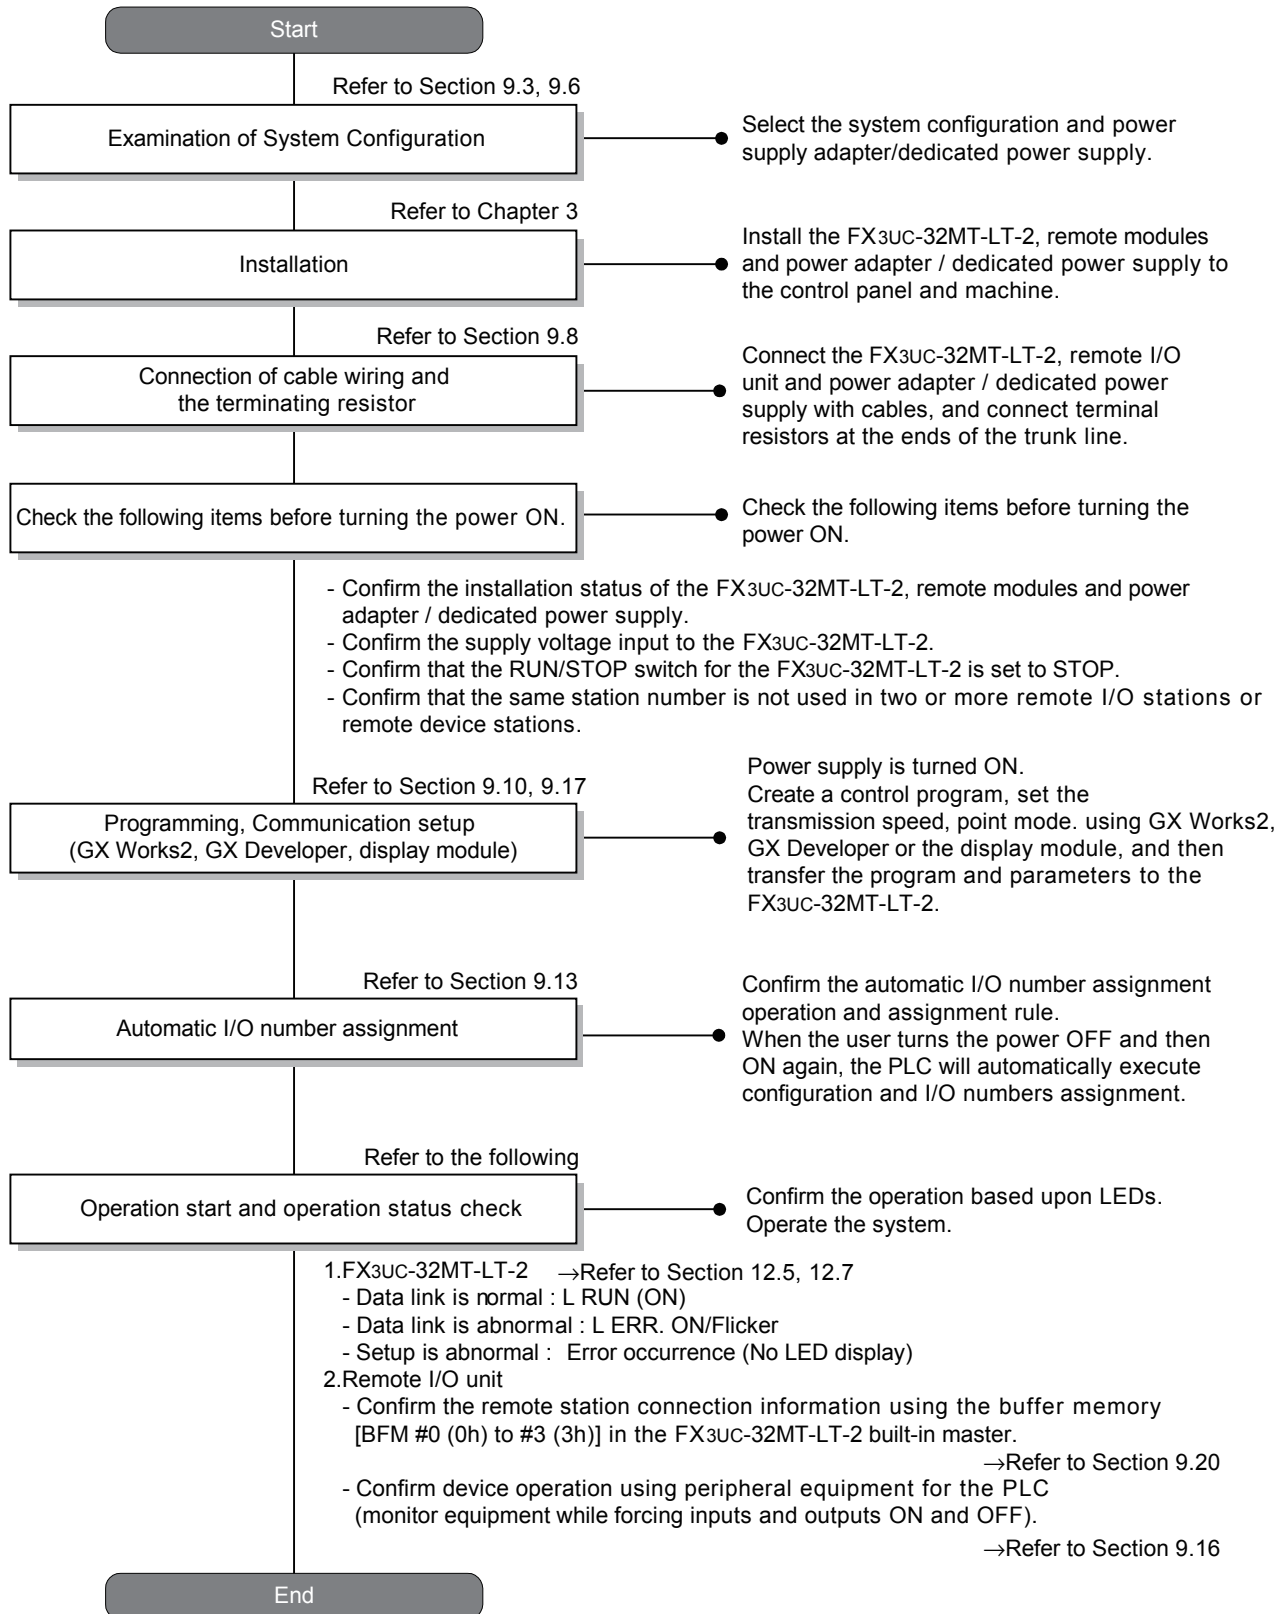 Start
Refer to Section 9.3, 9.6
Examination of System Configuration
Select the system configuration and power
supply adapter/dedicated power supply.
Refer to Chapter 3
Installation
Install the FX3UC-32MT-LT-2, remote modules
and power adapter / dedicated power supply to
the control panel and machine.
Refer to Section 9.8
Connection of cable wiring and
the terminating resistor
Connect the FX3UC-32MT-LT-2, remote I/O
unit and power adapter / dedicated power
supply with cables, and connect terminal
resistors at the ends of the trunk line.
Check the following items before turning the power ON.
Check the following items before turning the
power ON.
- Confirm the installation status of the FX3UC-32MT-LT-2, remote modules and power
adapter / dedicated power supply.
- Confirm the supply voltage input to the FX3UC-32MT-LT-2.
- Confirm that the RUN/STOP switch for the FX3UC-32MT-LT-2 is set to STOP.
- Confirm that the same station number is not used in two or more remote I/O stations or
remote device stations.
Refer to Section 9.10, 9.17
Programming, Communication setup
(GX Works2, GX Developer, display module)
Power supply is turned ON.
Create a control program, set the
transmission speed, point mode. using GX Works2,
GX Developer or the display module, and then
transfer the program and parameters to the
FX3UC-32MT-LT-2.
Refer to Section 9.13
Automatic I/O number assignment
Confirm the automatic I/O number assignment
operation and assignment rule.
When the user turns the power OFF and then
ON again, the PLC will automatically execute
configuration and I/O numbers assignment.
Refer to the following
Operation start and operation status check
Confirm the operation based upon LEDs.
Operate the system.
1.FX3UC-32MT-LT-2 →Refer to Section 12.5, 12.7
- Data link is normal : L RUN (ON)
- Data link is abnormal : L ERR. ON/Flicker
- Setup is abnormal : Error occurrence (No LED display)
2.Remote I/O unit
- Confirm the remote station connection information using the buffer memory
[BFM #0 (0h) to #3 (3h)] in the FX3UC-32MT-LT-2 built-in master.
→Refer to Section 9.20
- Confirm device operation using peripheral equipment for the PLC
(monitor equipment while forcing inputs and outputs ON and OFF).
→Refer to Section 9.16
End